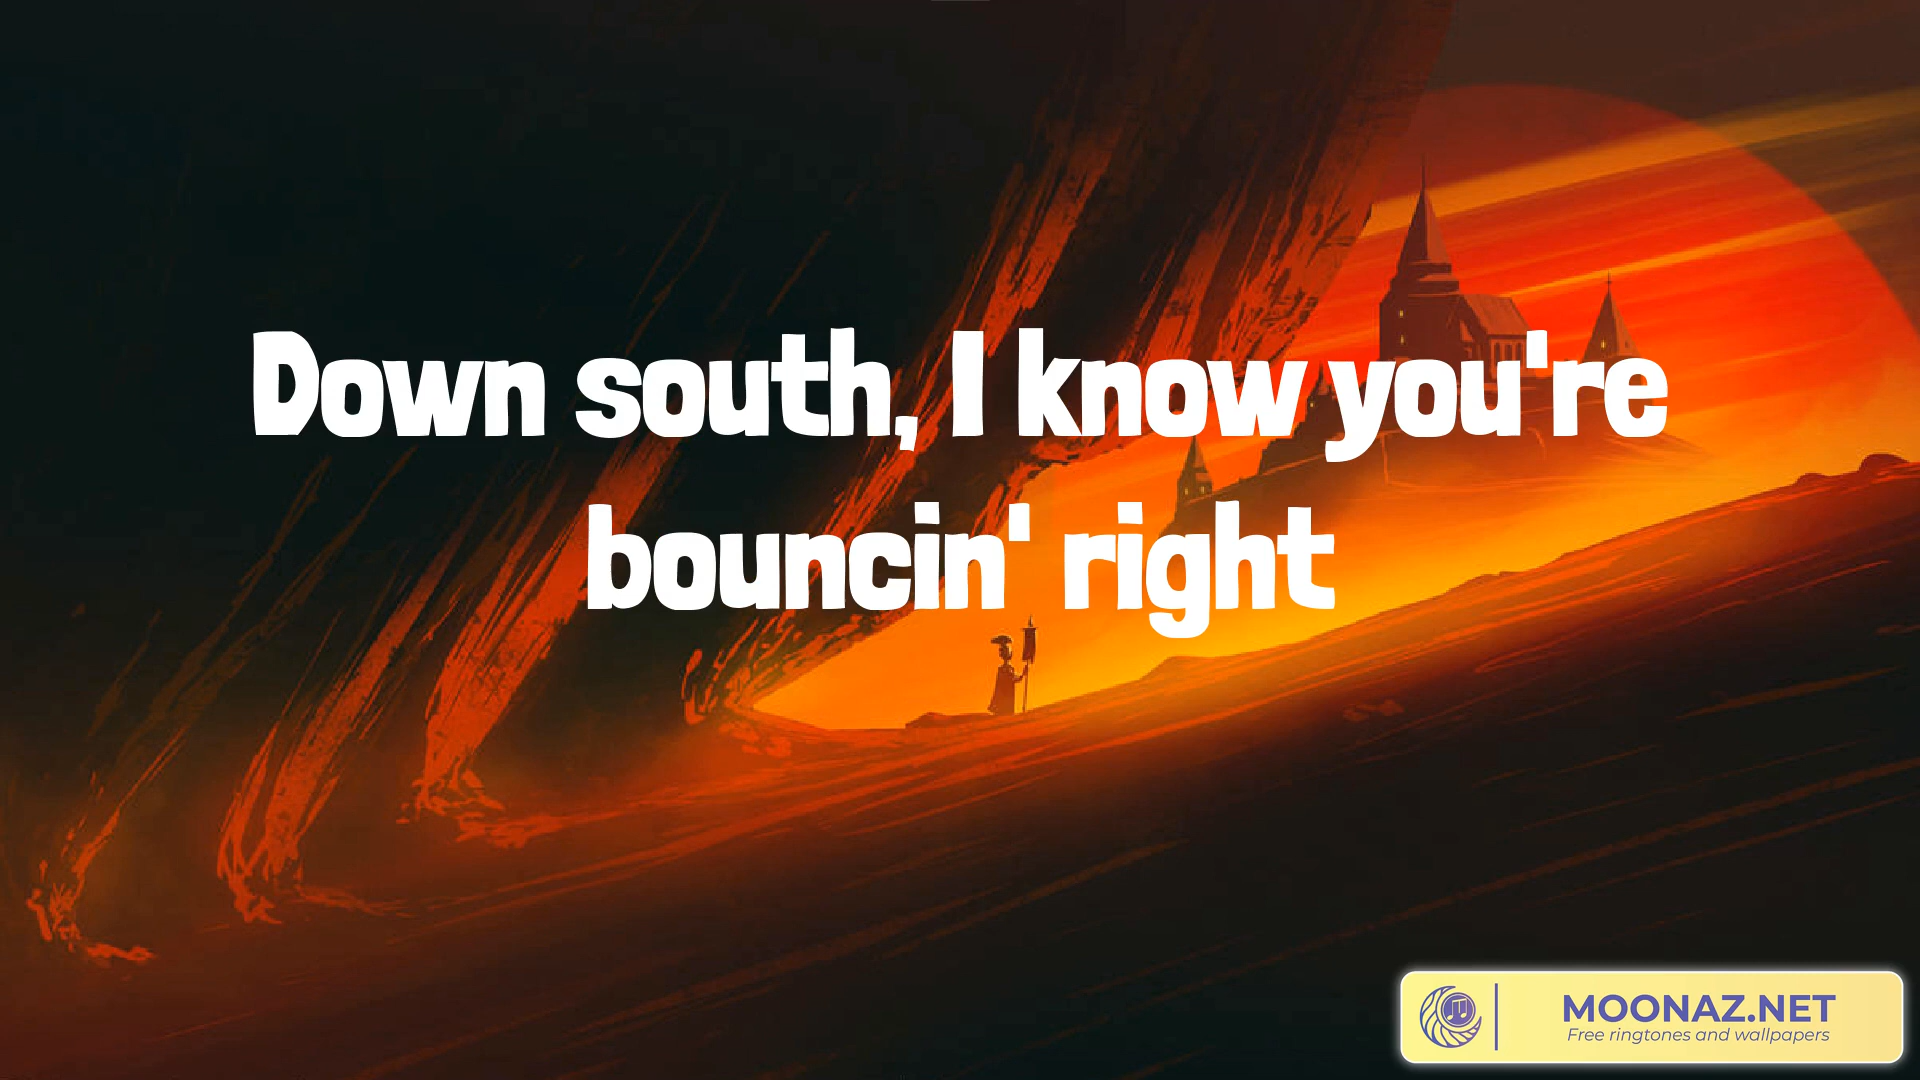 Down south, I know you're
bouncin' right
MOONAZ.NET
Free ringtones and wallpapers